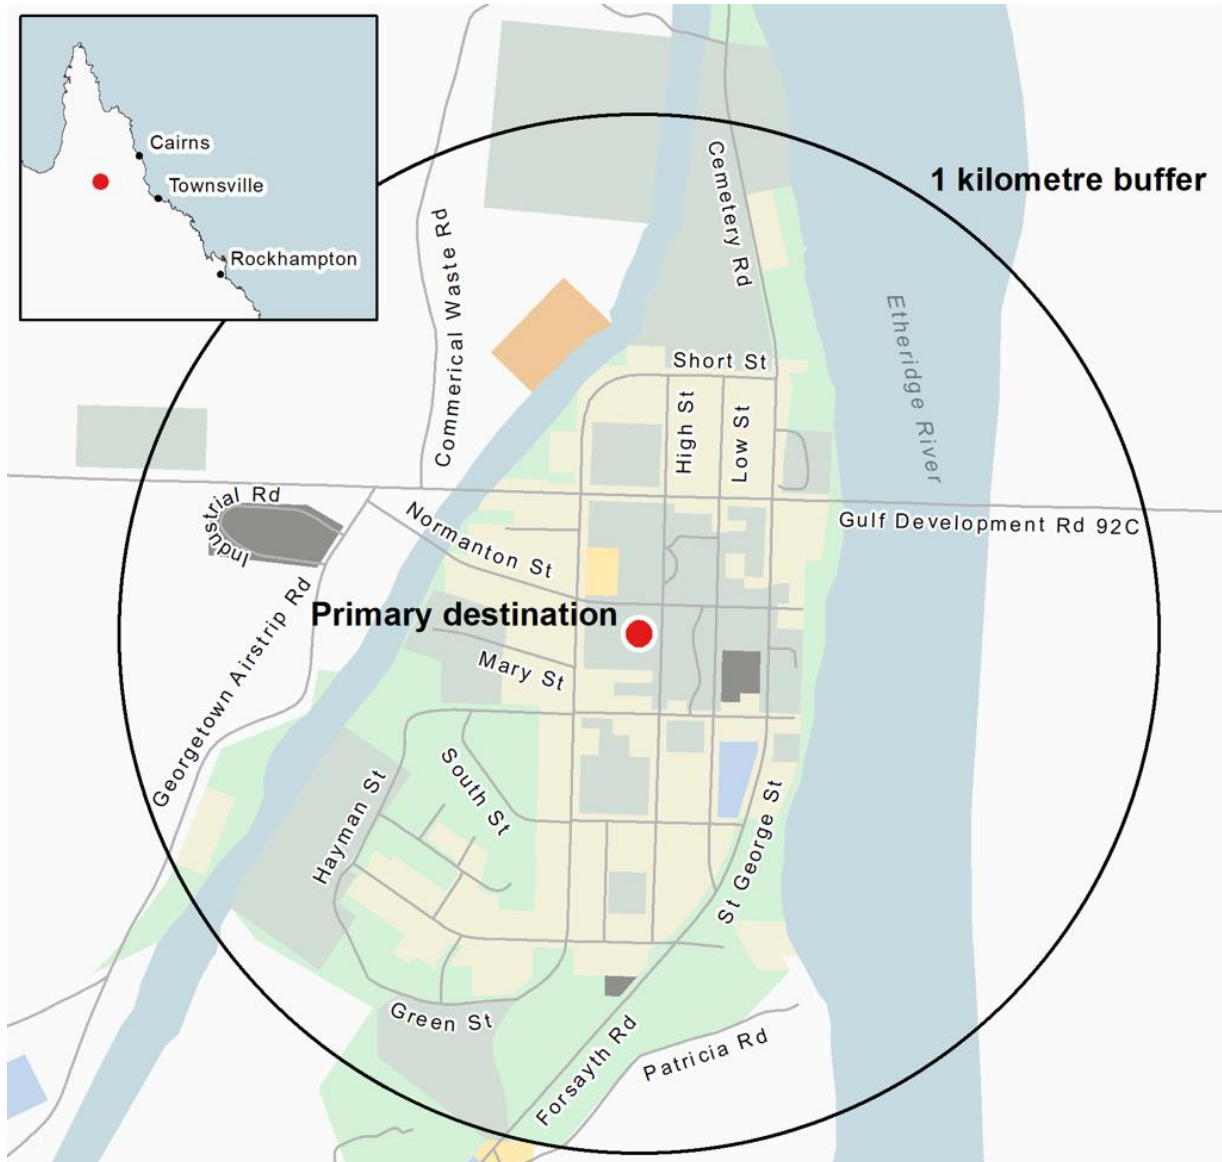 Cairns
Townsville
Rockhampton
1 kilometre buffer
Cemetery Rd
Commerical Waste Rd
Etheridge River
Short St
High St
Low St
Industrial Rd
Normanton St
Gulf Development Rd 92C
Primary destination
Georgetown Airstrip Rd
Mary St
South St
Hayman St
St George St
Green St
Forsayth Rd
Patricia Rd